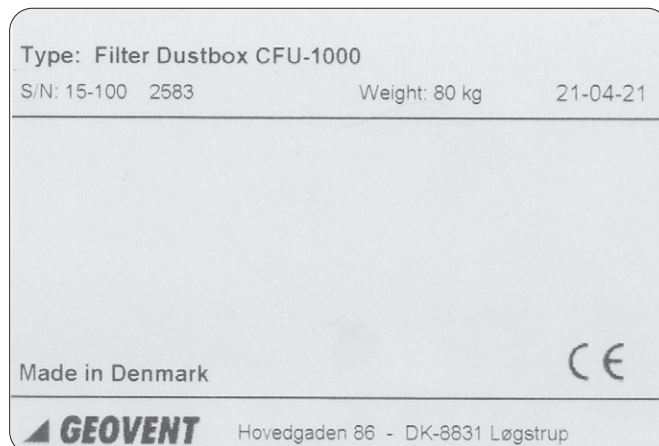 Type: Filter Dustbox CFU-1000
S/N: 15-100 2583 Weight: 80 kg 21-04-21
Made in Denmark CE
GEOVENT Hovedgaden 86 - DK-8831 Løgstrup